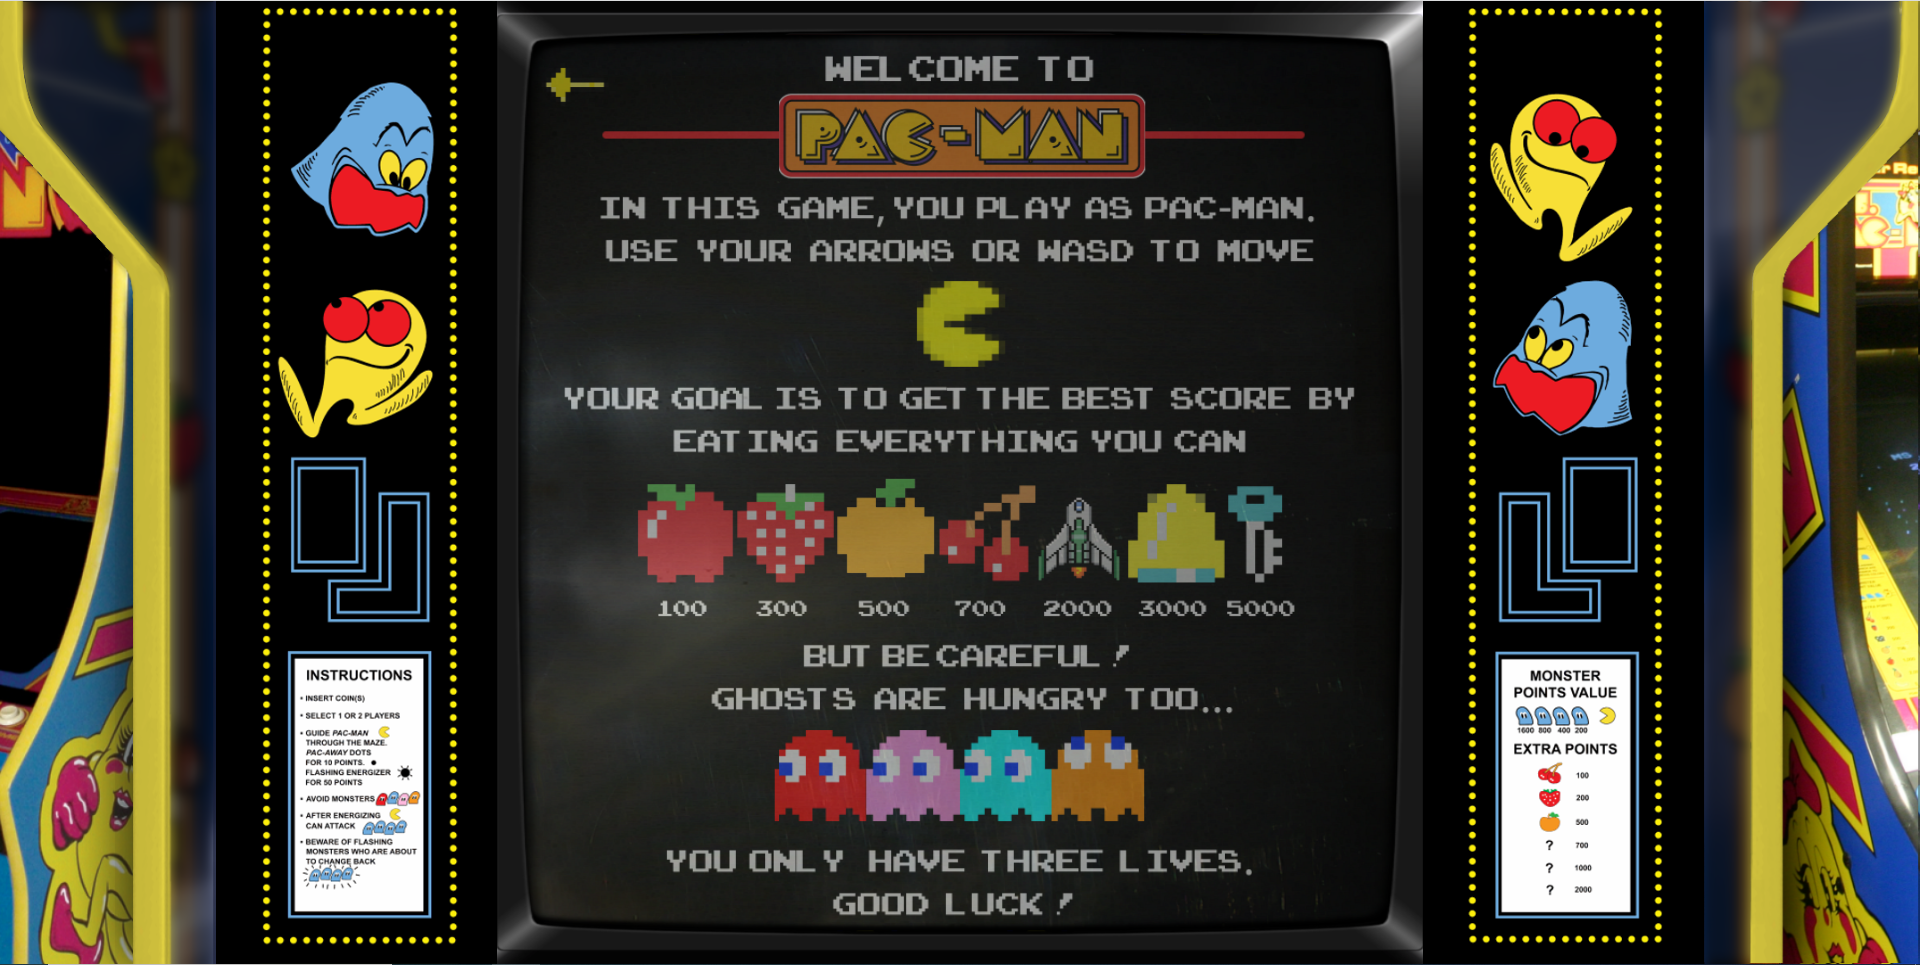 WELCOME TO
PAC-MAN
IN THIS GAME, YOU PLAY AS PAC-MAN.
USE YOUR ARROWS OR WASD TO MOVE
YOUR GOAL IS TO GET THE BEST SCORE BY
EATING EVERYTHING YOU CAN
100 300 500 700 2000 3000 5000
BUT BE CAREFUL !
GHOSTS ARE HUNGRY TOO...
YOU ONLY HAVE THREE LIVES.
GOOD LUCK !
INSTRUCTIONS
• INSERT COIN(S)
• SELECT 1 OR 2 PLAYERS
• GUIDE PAC-MAN
THROUGH THE MAZE.
PAC-AWAY DOTS
FOR 10 POINTS.
FLASHING ENERGIZER
FOR 50 POINTS
• AVOID MONSTERS
• AFTER ENERGIZING
CAN ATTACK
• BEWARE OF FLASHING
MONSTERS WHO ARE ABOUT
TO CHANGE BACK
MONSTER
POINTS VALUE
1600 800 400 200
EXTRA POINTS
100
200
500
? 700
? 1000
? 2000